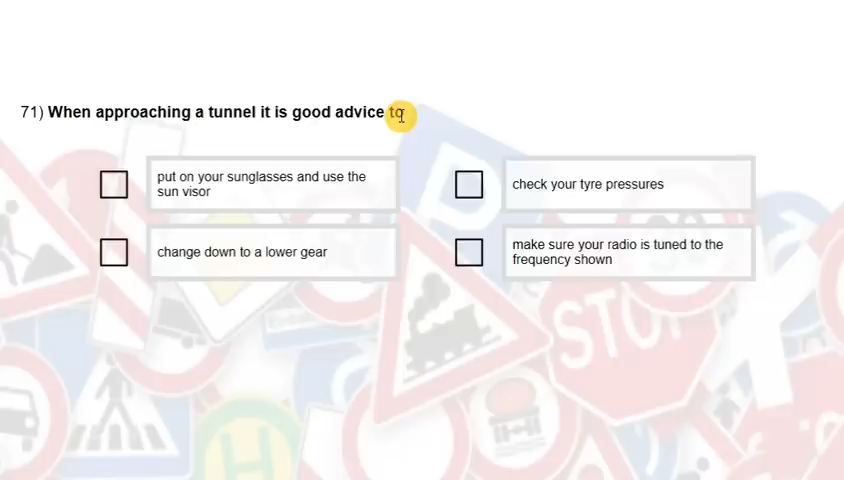 71) When approaching a tunnel it is good advice to
put on your sunglasses and use the
sun visor
check your tyre pressures
change down to a lower gear
make sure your radio is tuned to the
frequency shown
P
STOP
H